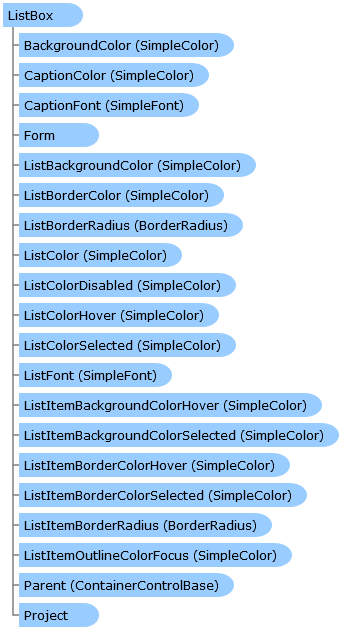 ListBox
BackgroundColor (SimpleColor)
CaptionColor (SimpleColor)
CaptionFont (SimpleFont)
Form
ListBackgroundColor (SimpleColor)
ListBorderColor (SimpleColor)
ListBorderRadius (BorderRadius)
ListColor (SimpleColor)
ListColorDisabled (SimpleColor)
ListColorHover (SimpleColor)
ListColorSelected (SimpleColor)
ListFont (SimpleFont)
ListItemBackgroundColorHover (SimpleColor)
ListItemBackgroundColorSelected (SimpleColor)
ListItemBorderColorHover (SimpleColor)
ListItemBorderColorSelected (SimpleColor)
ListItemBorderRadius (BorderRadius)
ListItemOutlineColorFocus (SimpleColor)
Parent (ContainerControlBase)
Project